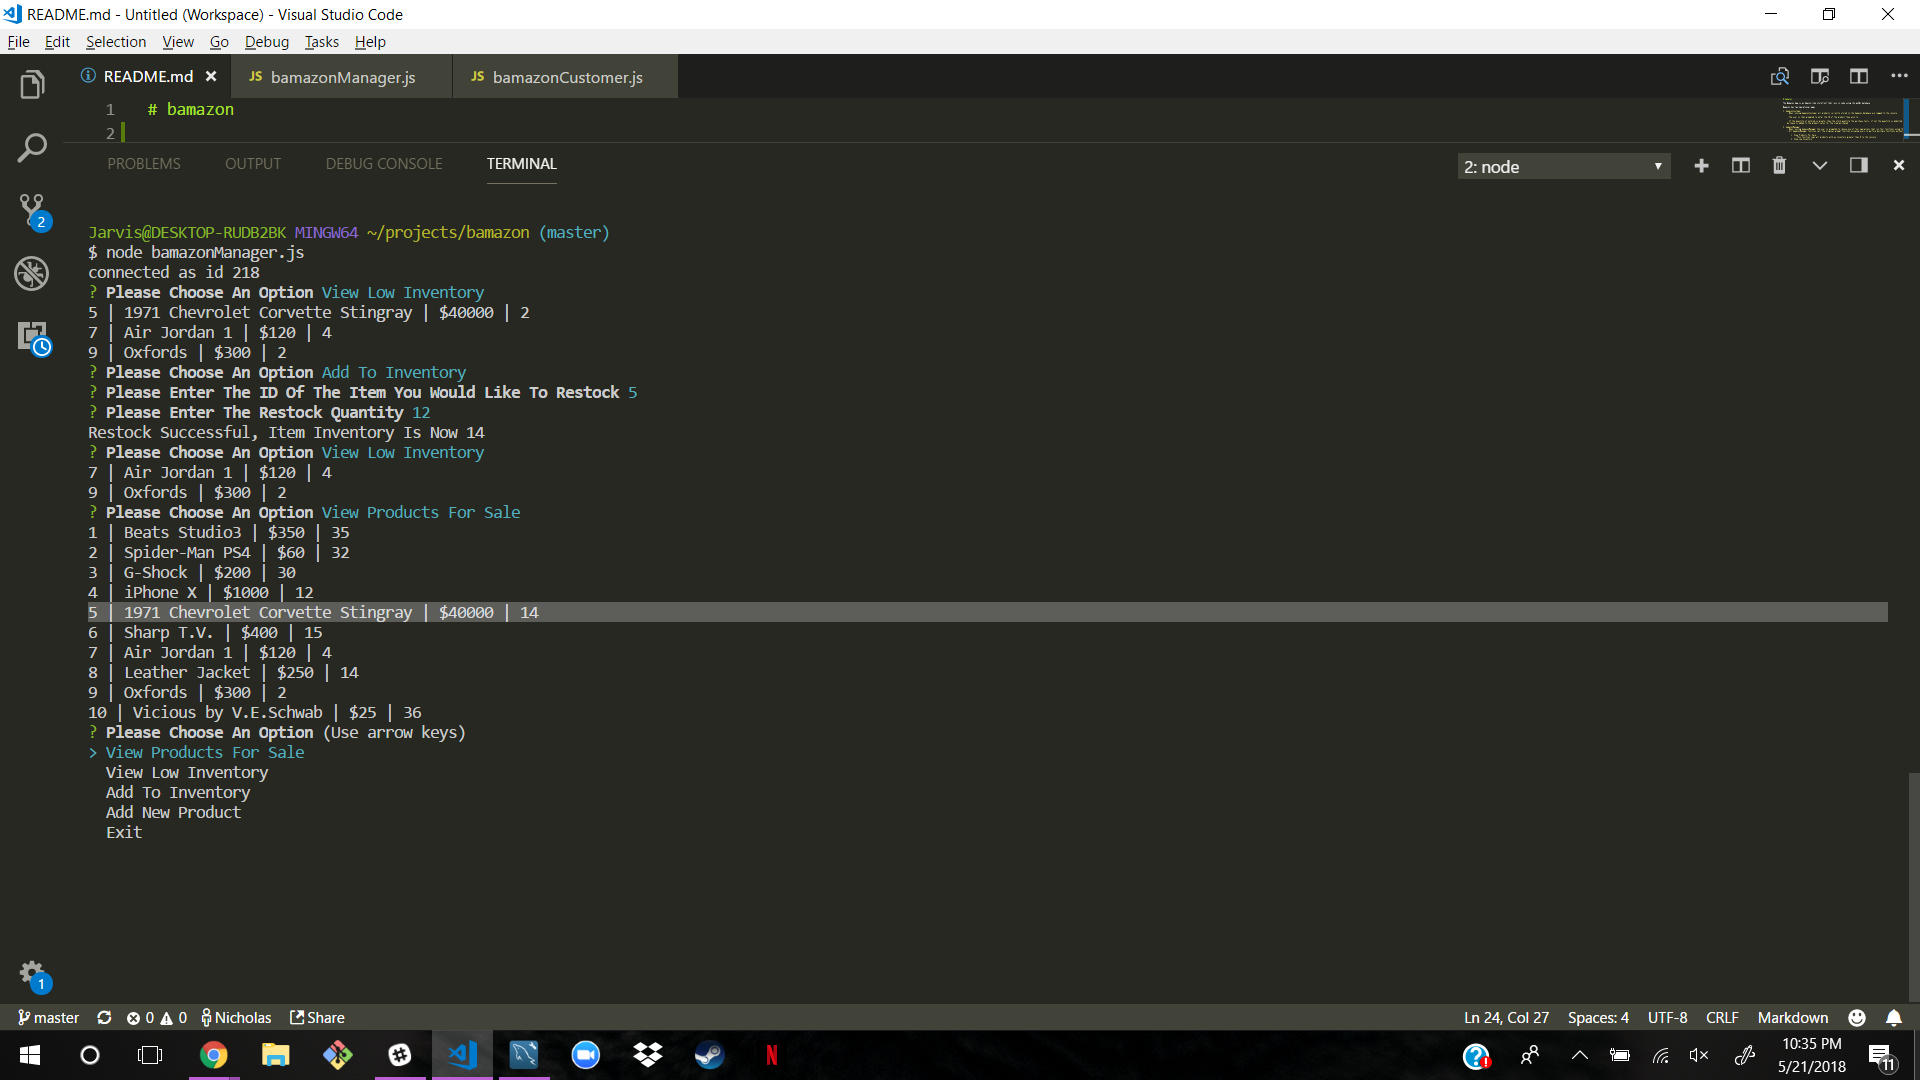 README.md - Untitled (Workspace) - Visual Studio Code
File Edit Selection View Go Debug Tasks Help
README.md JS bamazonManager.js JS bamazonCustomer.js
1 # bamazon
2
PROBLEMS OUTPUT DEBUG CONSOLE TERMINAL 2: node
Jarvis@DESKTOP-RUDB2BK MINGW64 ~/projects/bamazon (master)
$ node bamazonManager.js
connected as id 218
? Please Choose An Option View Low Inventory
5 | 1971 Chevrolet Corvette Stingray | $40000 | 2
7 | Air Jordan 1 | $120 | 4
9 | Oxfords | $300 | 2
? Please Choose An Option Add To Inventory
? Please Enter The ID Of The Item You Would Like To Restock 5
? Please Enter The Restock Quantity 12
Restock Successful, Item Inventory Is Now 14
? Please Choose An Option View Low Inventory
7 | Air Jordan 1 | $120 | 4
9 | Oxfords | $300 | 2
? Please Choose An Option View Products For Sale
1 | Beats Studio3 | $350 | 35
2 | Spider-Man PS4 | $60 | 32
3 | G-Shock | $200 | 30
4 | iPhone X | $1000 | 12
5 | 1971 Chevrolet Corvette Stingray | $40000 | 14
6 | Sharp T.V. | $400 | 15
7 | Air Jordan 1 | $120 | 4
8 | Leather Jacket | $250 | 14
9 | Oxfords | $300 | 2
10 | Vicious by V.E.Schwab | $25 | 36
? Please Choose An Option (Use arrow keys)
> View Products For Sale
View Low Inventory
Add To Inventory
Add New Product
Exit
2
1
master 0 0 Nicholas Share Ln 24, Col 27 Spaces: 4 UTF-8 CRLF Markdown
10:35 PM
5/21/2018
11